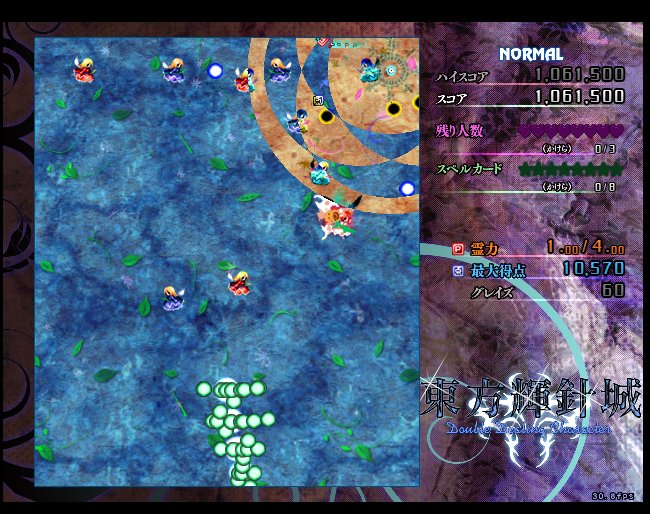 NORMAL
ハイスコア 1,061,500
スコア 1,061,500
残り人数
(かけら) 0/3
スペルカード
(かけら) 0/8
P 霊力 1.00/4.00
最大得点 10,570
グレイズ 60
東方輝針城
Double Dealing Character
30.8fps